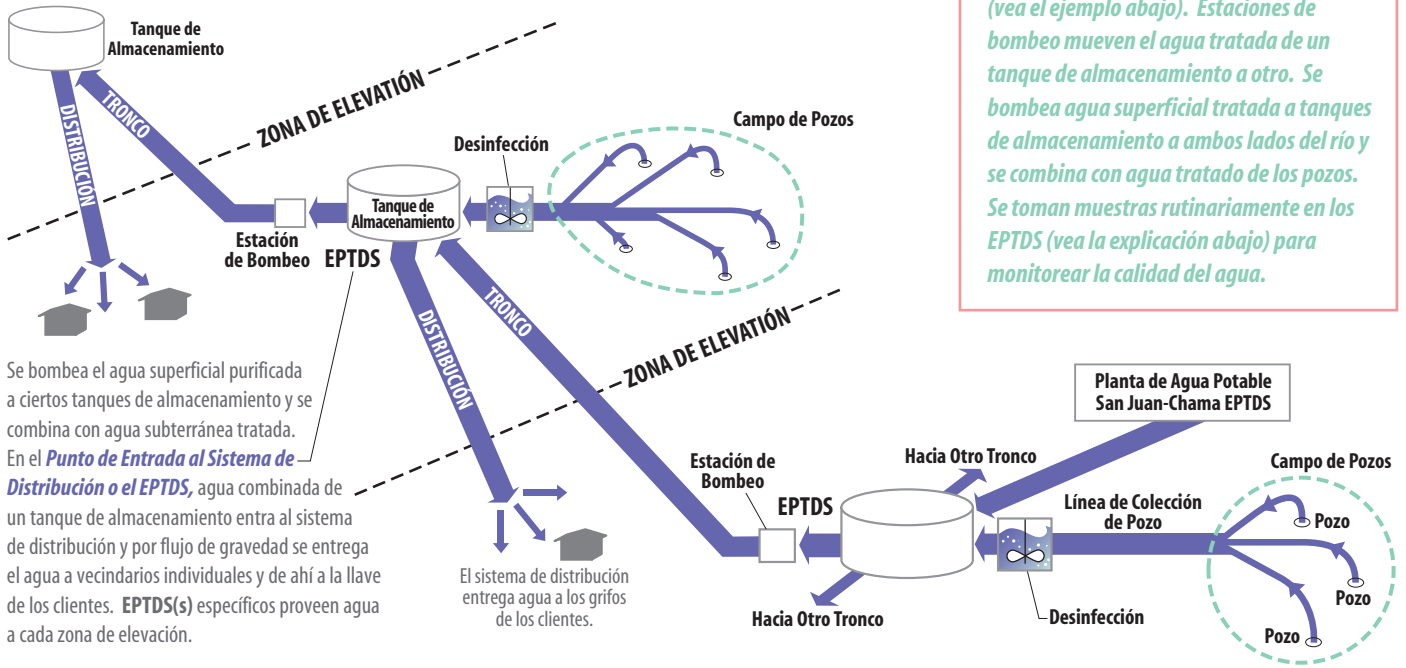 Tanque de
Almacenamiento
DISTRIBUCIÓN
TRONCO
ZONA DE ELEVATIÓN
Desinfección
Campo de Pozos
Tanque de
Almacenamiento
Estación
de Bombeo
EPTDS
DISTRIBUCIÓN
TRONCO
ZONA DE ELEVATIÓN
(vea el ejemplo abajo). Estaciones de
bombeo mueven el agua tratada de un
tanque de almacenamiento a otro. Se
bombea agua superficial tratada a tanques
de almacenamiento a ambos lados del río y
se combina con agua tratado de los pozos.
Se toman muestras rutinariamente en los
EPTDS (vea la explicación abajo) para
monitorear la calidad del agua.
Se bombea el agua superficial purificada
a ciertos tanques de almacenamiento y se
combina con agua subterránea tratada.
En el Punto de Entrada al Sistema de
Distribución o el EPTDS, agua combinada de
un tanque de almacenamiento entra al sistema
de distribución y por flujo de gravedad se entrega
el agua a vecindarios individuales y de ahí a la llave
de los clientes. EPTDS(s) específicos proveen agua
a cada zona de elevación.
El sistema de distribución
entrega agua a los grifos
de los clientes.
Planta de Agua Potable
San Juan-Chama EPTDS
Estación de
Bombeo
EPTDS
Hacia Otro Tronco
Línea de Colección
de Pozo
Campo de Pozos
Pozo
Pozo
Pozo
Hacia Otro Tronco
Desinfección